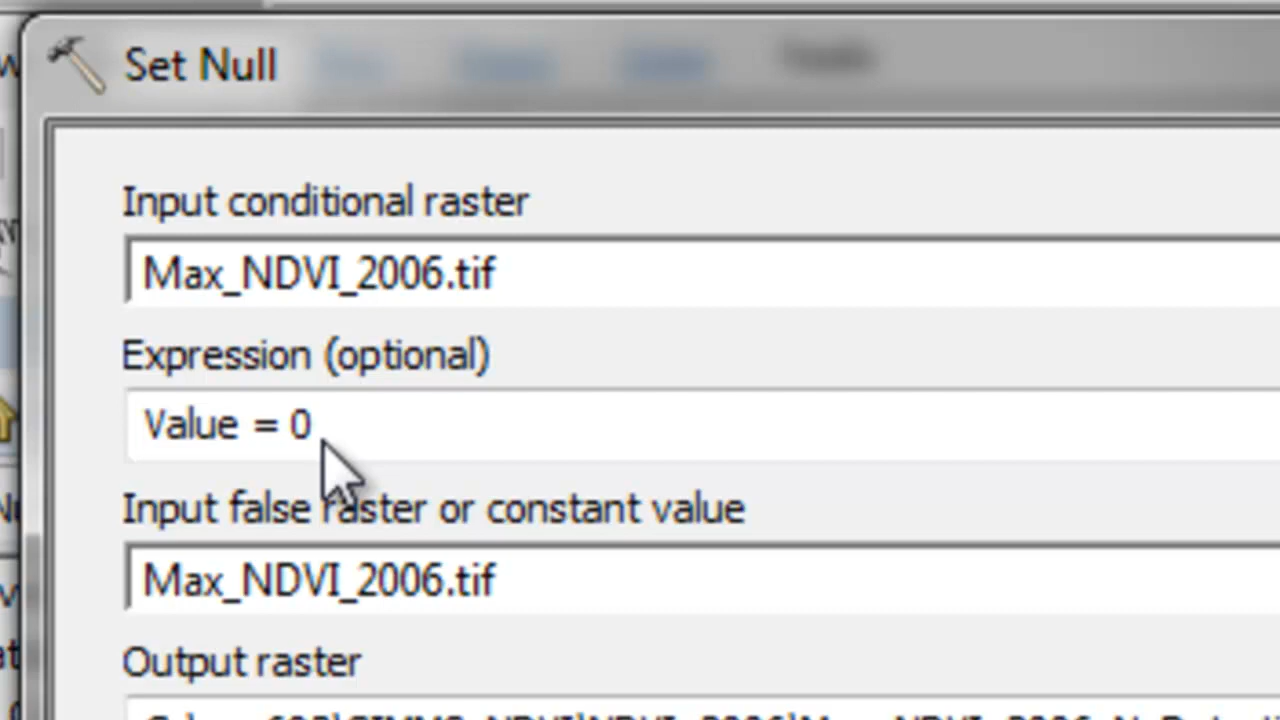 Set Null
Input conditional raster
Max_NDVI_2006.tif
Expression (optional)
Value = 0
Input false raster or constant value
Max_NDVI_2006.tif
Output raster